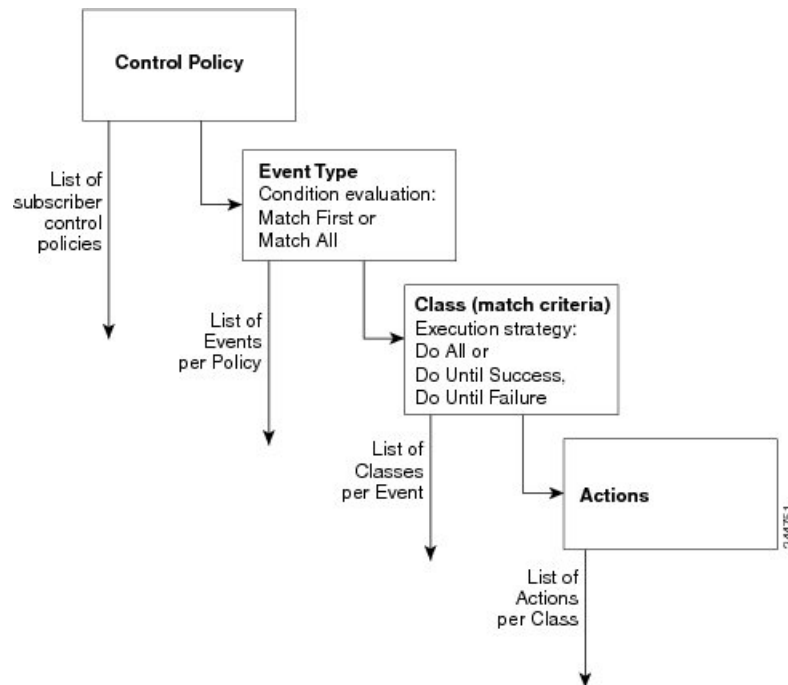 Control Policy
List of
subscriber
control
policies
Event Type
Condition evaluation:
Match First or
Match All
List of
Events
per Policy
Class (match criteria)
Execution strategy:
Do All or
Do Until Success,
Do Until Failure
List of
Classes
per Event
Actions
List of
Actions
per Class